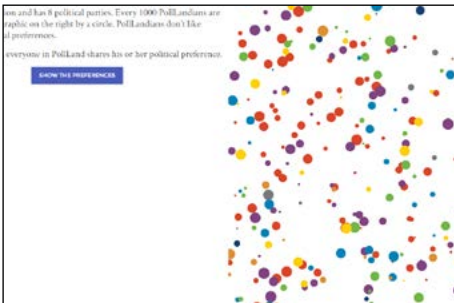 on and has 8 political parties. Every 1000 PollLandians are
raphic on the right by a circle. PollLandians don't like
al preferences.
everyone in PollLand shares his or her political preference.
SHOW THE PREFERENCES